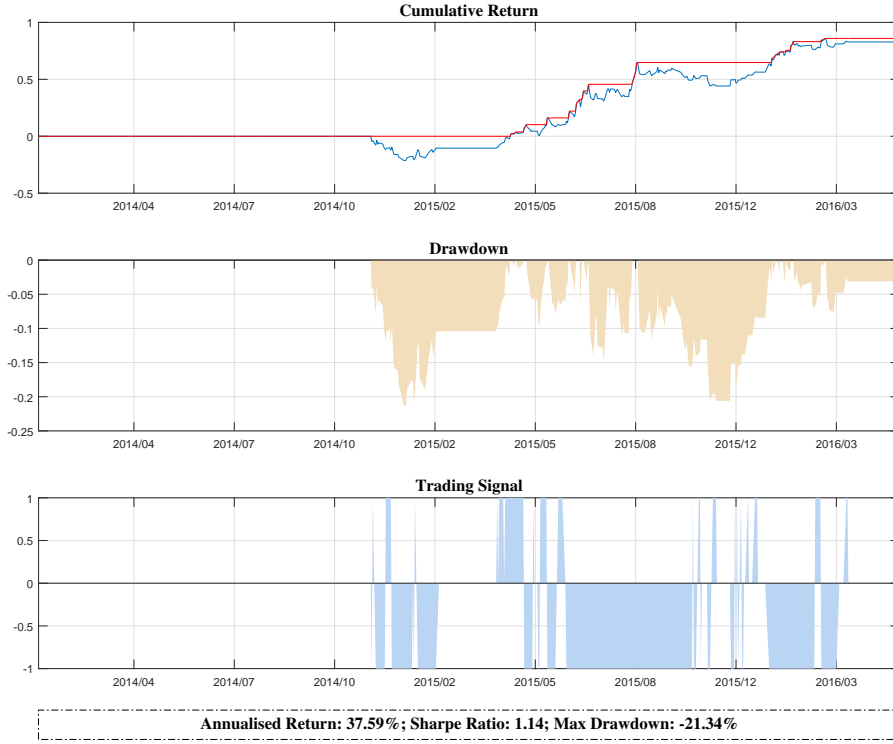 Cumulative Return
1
0.5
0
-0.5
2014/04 2014/07 2014/10 2015/02 2015/05 2015/08 2015/12 2016/03
Drawdown
0
-0.05
-0.1
-0.15
-0.2
-0.25
2014/04 2014/07 2014/10 2015/02 2015/05 2015/08 2015/12 2016/03
Trading Signal
1
0.5
0
-0.5
-1
2014/04 2014/07 2014/10 2015/02 2015/05 2015/08 2015/12 2016/03
Annualised Return: 37.59%; Sharpe Ratio: 1.14; Max Drawdown: -21.34%